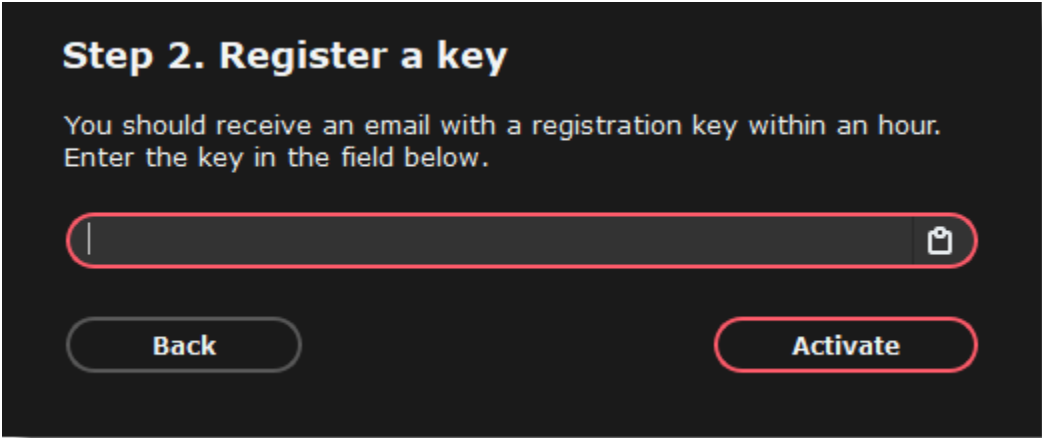 Step 2. Register a key
You should receive an email with a registration key within an hour.
Enter the key in the field below.
Back
Activate